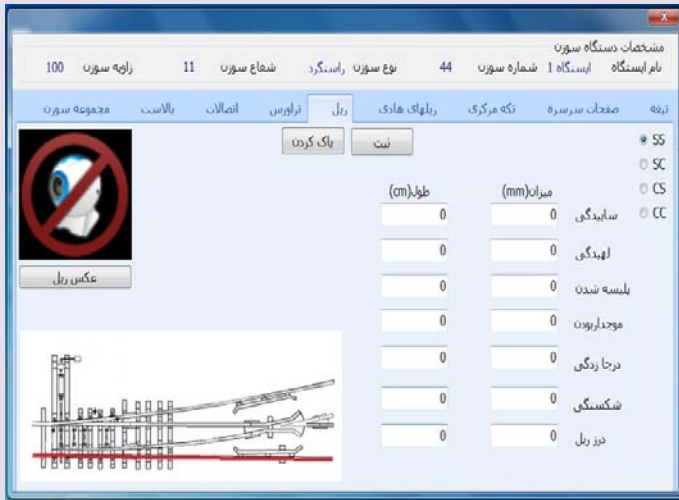 مشخصات دستگاه سوزن
نام ایستگاه ایستگاه 1 شماره سوزن 44 نوع سوزن راستگرد شعاع سوزن 11 زاویه سوزن 100
تیغه صفحات سرسره تکه مرکزی ریلهای هادی ریل تراورس اتصالات بالاست مجموعه سوزن
ثبت پاک کردن
SS
SC
CS
CC
میزان(mm) طول(cm)
ساییدگی 0 0
لهیدگی 0 0
پلیسه شدن 0 0
موجداربودن 0 0
درجا زدگی 0 0
شکستگی 0 0
درز ریل 0 0
عکس ریل